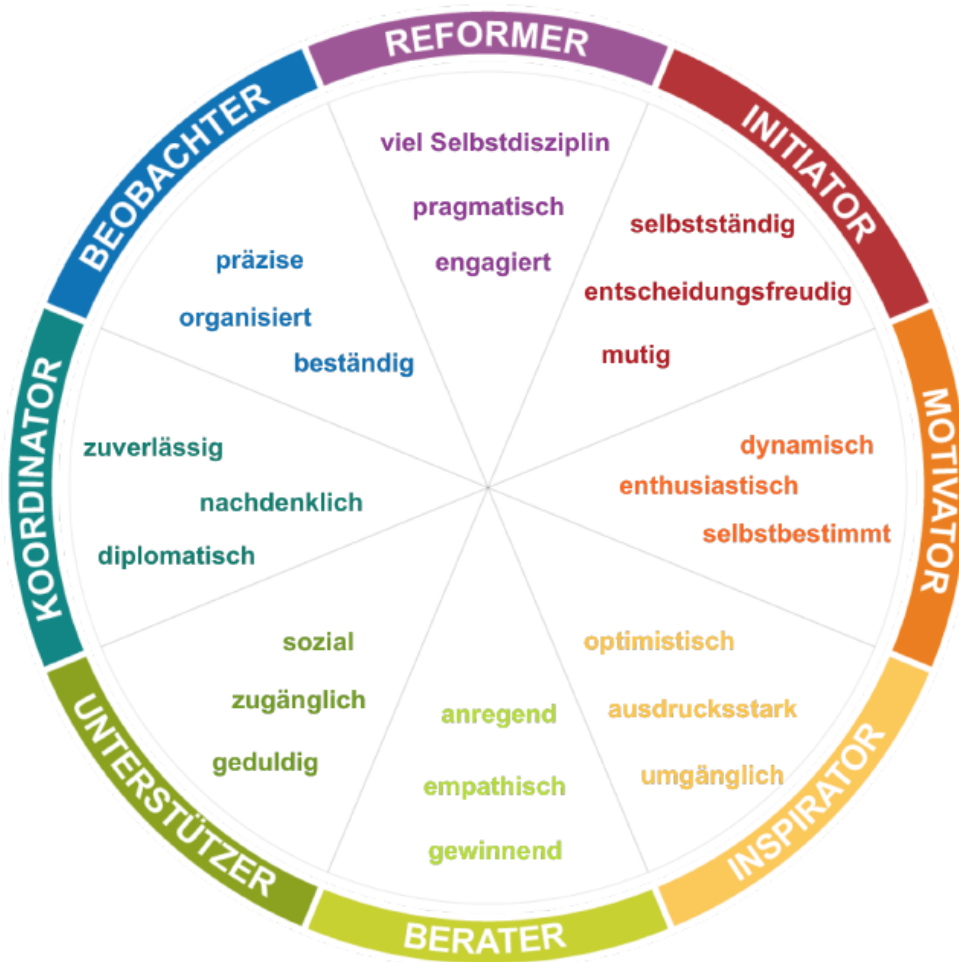 REFORMER
viel Selbstdisziplin
pragmatisch
engagiert
INITIATOR
selbstständig
entscheidungsfreudig
mutig
MOTIVATOR
dynamisch
enthusiastisch
selbstbestimmt
INSPIRATOR
optimistisch
ausdrucksstark
umgänglich
BERATER
anregend
empathisch
gewinnend
UNTERSTÜTZER
sozial
zugänglich
geduldig
KOORDINATOR
zuverlässig
nachdenklich
diplomatisch
BEOBACHTER
präzise
organisiert
beständig